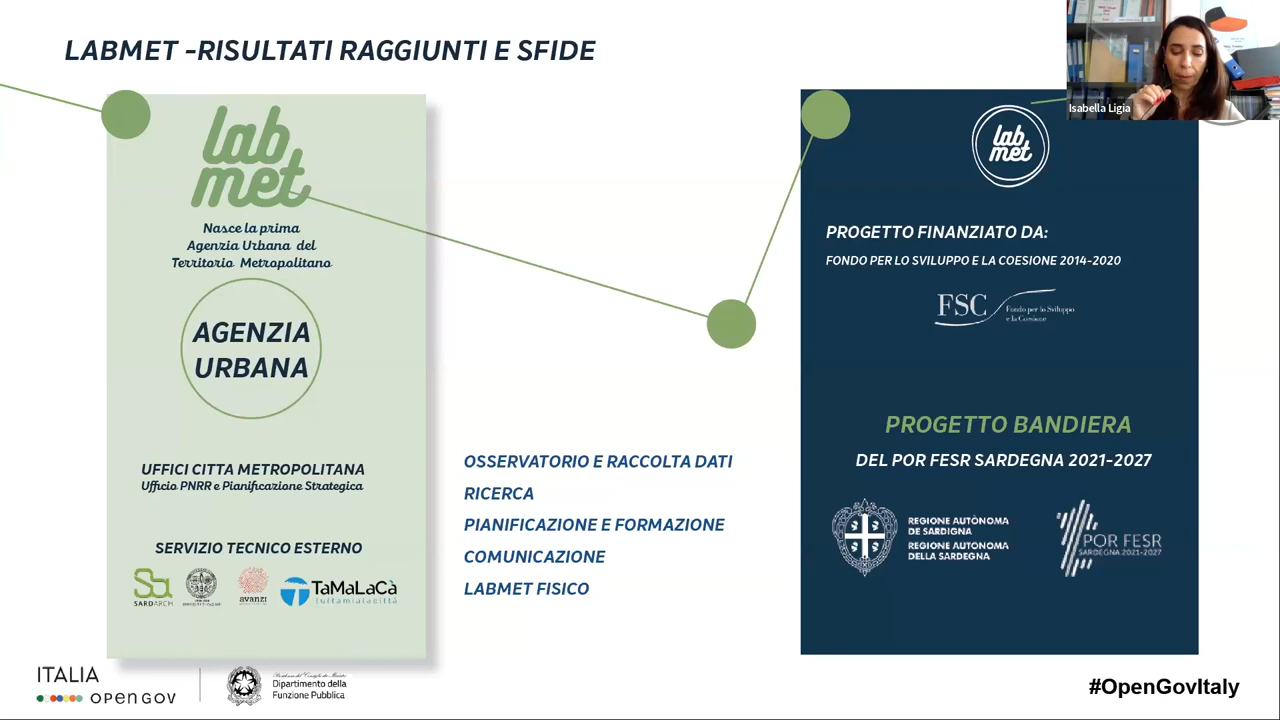 LABMET -RISULTATI RAGGIUNTI E SFIDE
Isabella Ligia
lab
met
Nasce la prima
Agenzia Urbana del
Territorio Metropolitano
AGENZIA
URBANA
UFFICI CITTA METROPOLITANA
Ufficio PNRR e Pianificazione Strategica
SERVIZIO TECNICO ESTERNO
SARDARCH
avanzi
TaMaLaCà
tuttamialacittà
OSSERVATORIO E RACCOLTA DATI
RICERCA
PIANIFICAZIONE E FORMAZIONE
COMUNICAZIONE
LABMET FISICO
lab
met
PROGETTO FINANZIATO DA:
FONDO PER LO SVILUPPO E LA COESIONE 2014-2020
FSC
Fondo per lo Sviluppo
e la Coesione
PROGETTO BANDIERA
DEL POR FESR SARDEGNA 2021-2027
REGIONE AUTÒNOMA
DE SARDIGNA
REGIONE AUTONOMA
DELLA SARDEGNA
POR FESR
SARDEGNA 2021-2027
ITALIA
OPENGOV
Dipartimento della
Funzione Pubblica
#OpenGovItaly